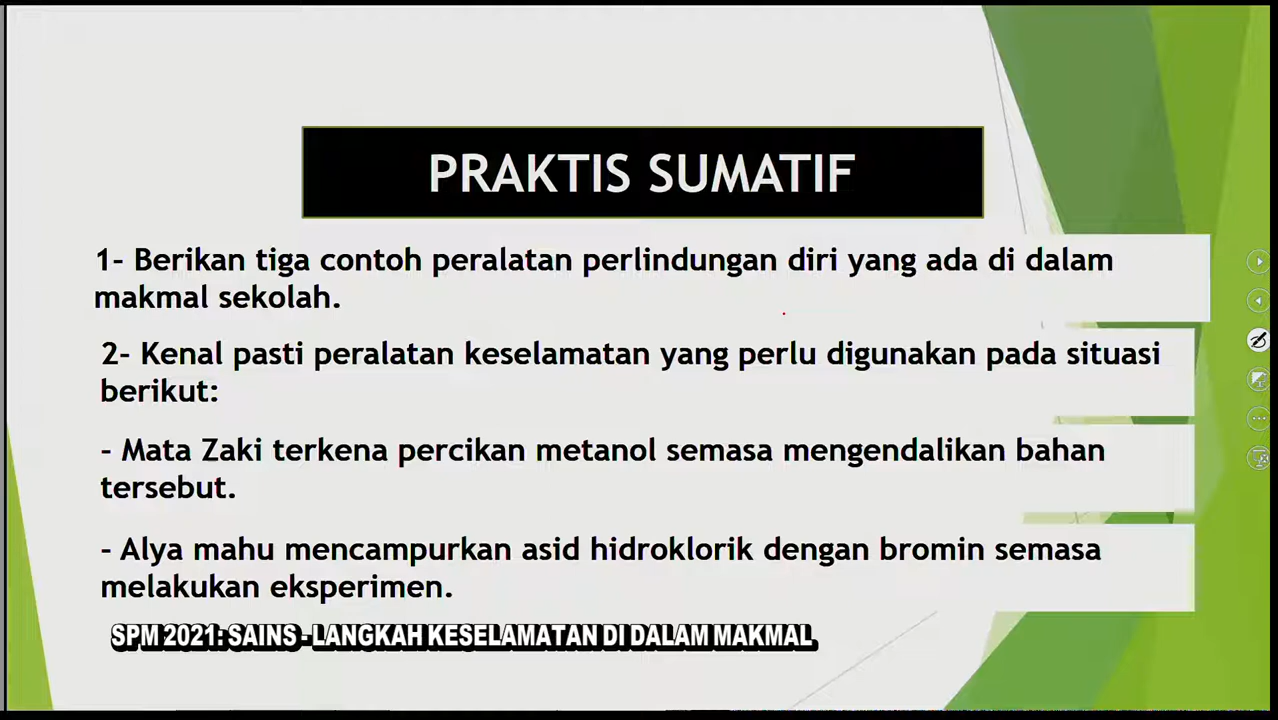 PRAKTIS SUMATIF
1- Berikan tiga contoh peralatan perlindungan diri yang ada di dalam
makmal sekolah.
2- Kenal pasti peralatan keselamatan yang perlu digunakan pada situasi
berikut:
- Mata Zaki terkena percikan metanol semasa mengendalikan bahan
tersebut.
- Alya mahu mencampurkan asid hidroklorik dengan bromin semasa
melakukan eksperimen.
SPM 2021: SAINS - LANGKAH KESELAMATAN DI DALAM MAKMAL